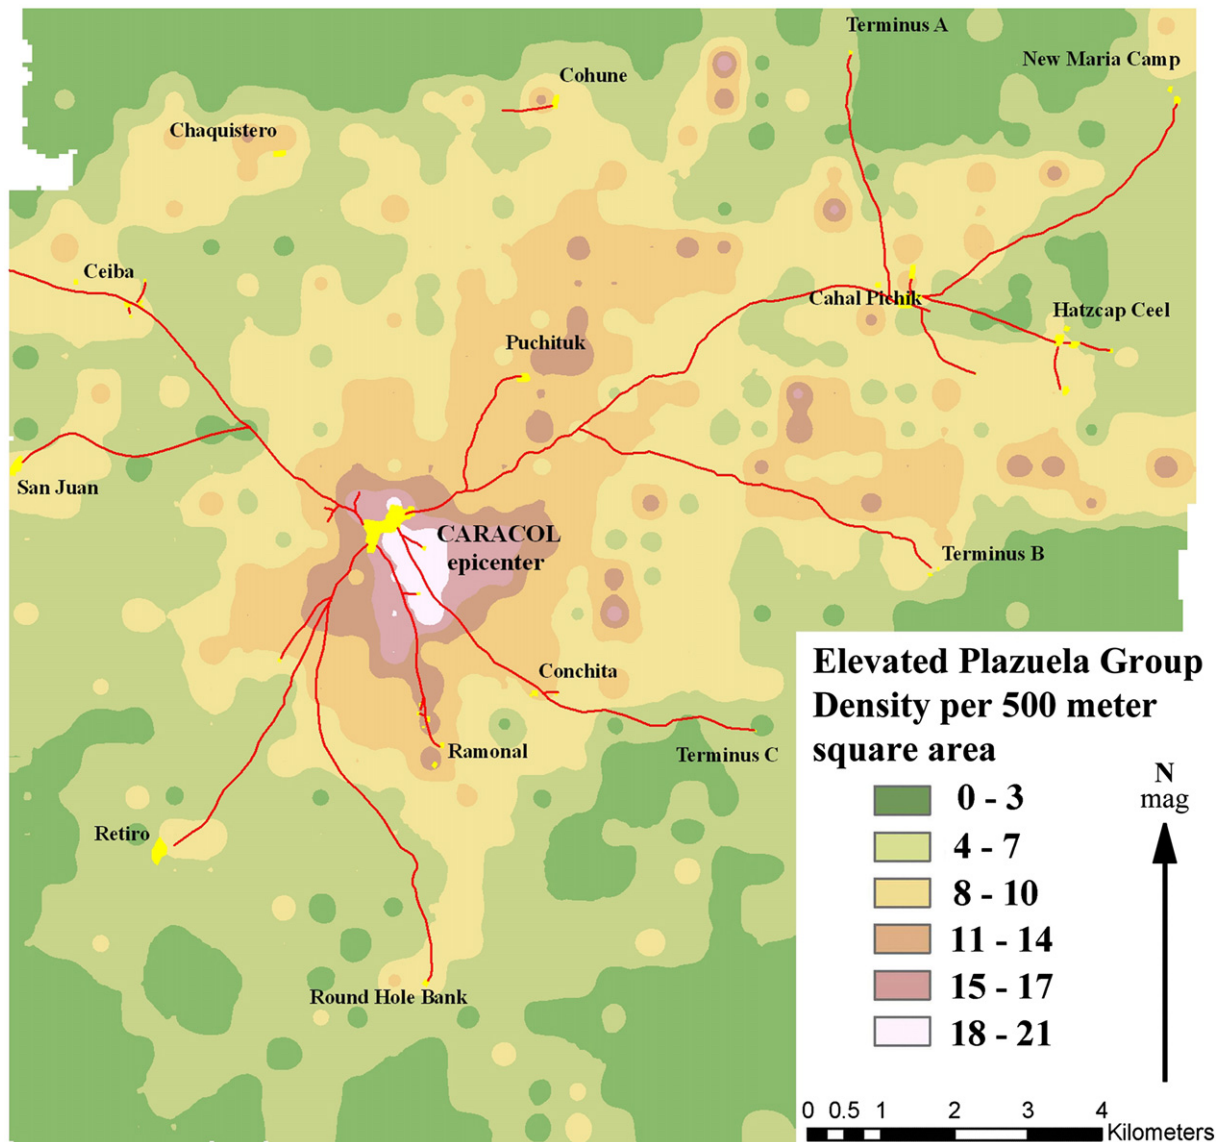 Terminus A
New Maria Camp
Cohune
Chaquistero
Ceiba
Cahal Pichik
Hatzcap Ceel
Puchituk
San Juan
CARACOL
epicenter
Terminus B
Conchita
Ramonal
Terminus C
Retiro
Round Hole Bank
Elevated Plazuela Group
Density per 500 meter
square area
0 - 3
4 - 7
8 - 10
11 - 14
15 - 17
18 - 21
N
mag
0 0.5 1 2 3 4
Kilometers